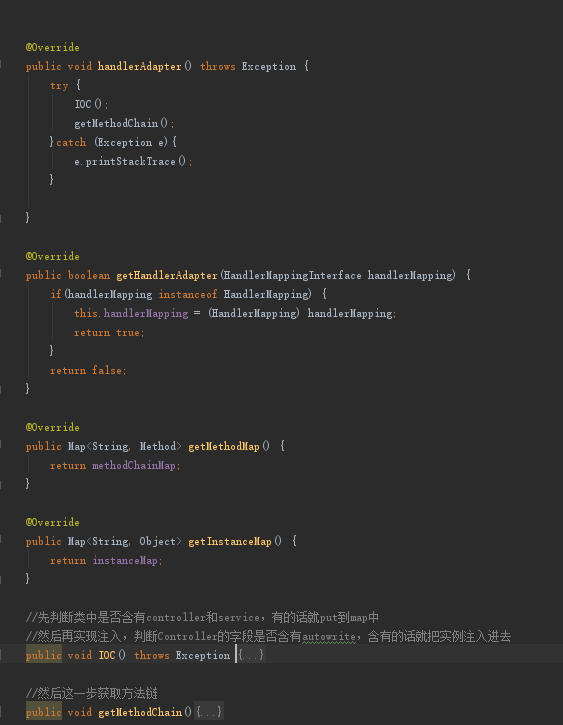 @Override
public void handlerAdapter() throws Exception {
try {
IOC();
getMethodChain();
}catch (Exception e){
e.printStackTrace();
}
}
@Override
public boolean getHandlerAdapter(HandlerMappingInterface handlerMapping) {
if(handlerMapping instanceof HandlerMapping) {
this.handlerMapping = (HandlerMapping) handlerMapping;
return true;
}
return false;
}
@Override
public Map<String, Method> getMethodMap() {
return methodChainMap;
}
@Override
public Map<String, Object> getInstanceMap() {
return instanceMap;
}
//先判断类中是否含有controller和service，有的话就put到map中
//然后再实现注入，判断Controller的字段是否含有autowrite，含有的话就把实例注入进去
public void IOC() throws Exception {...}
//然后这一步获取方法链
public void getMethodChain(){...}